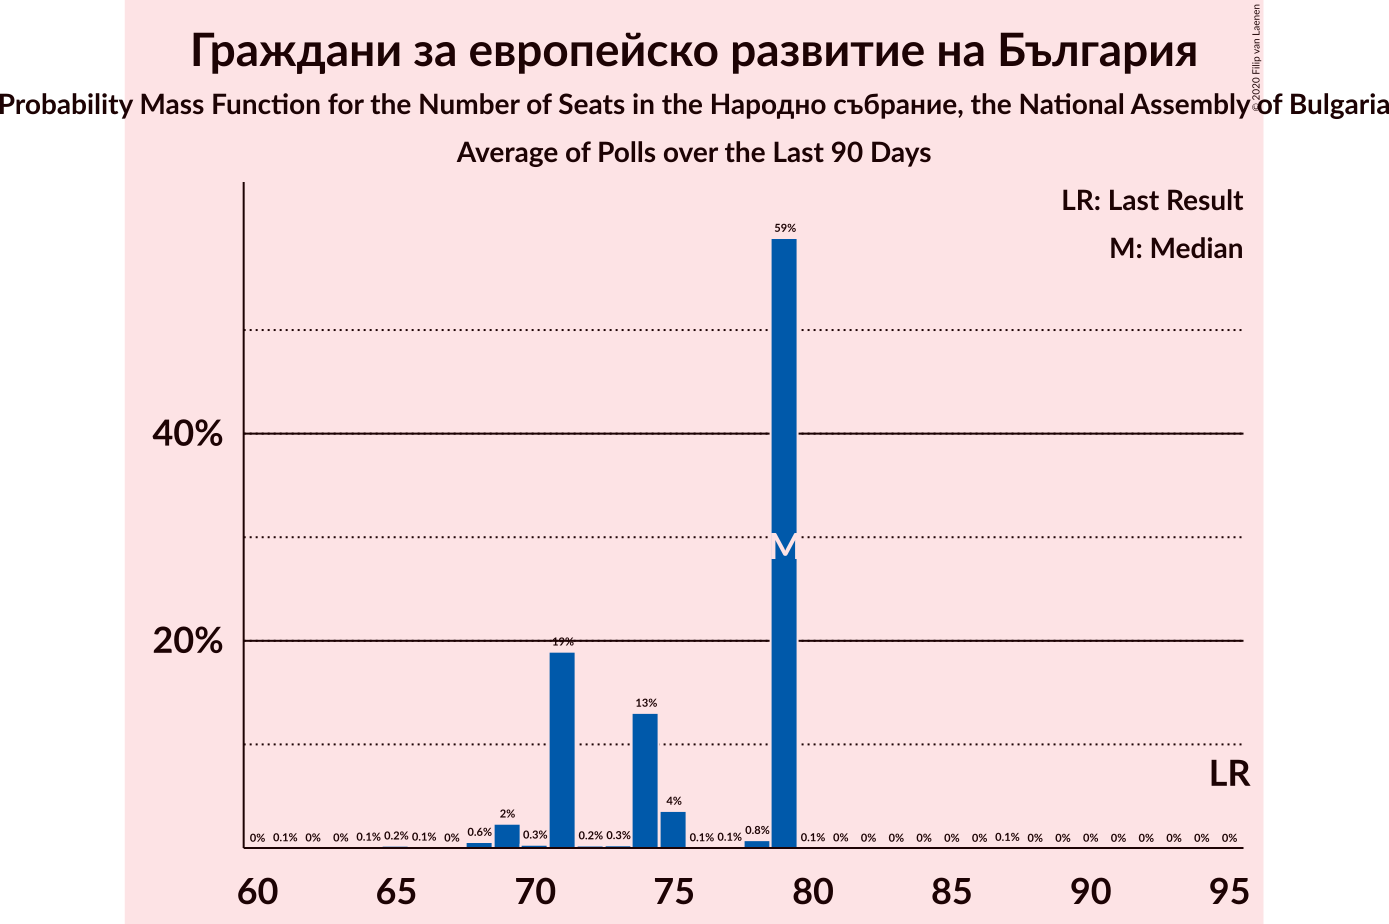 Граждани за европейско развитие на България
Probability Mass Function for the Number of Seats in the Народно събрание, the National Assembly of Bulgaria
Average of Polls over the Last 90 Days
© 2020 Filip van Laenen
LR: Last Result
M: Median
59%
40%
M
20%
19%
13%
LR
4%
2%
0% 0.1% 0% 0% 0.1% 0.2% 0.1% 0% 0.6% 0.3% 0.2% 0.3% 0.1% 0.1% 0.8% 0.1% 0% 0% 0% 0% 0% 0% 0.1% 0% 0% 0% 0% 0% 0% 0% 0%
60 65 70 75 80 85 90 95